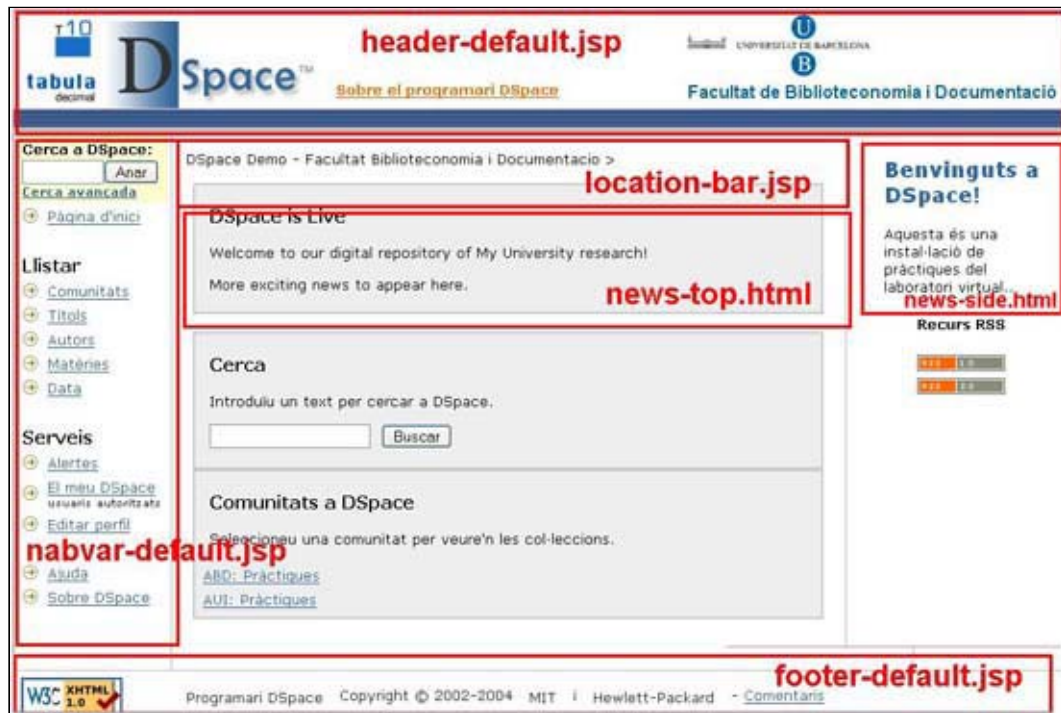 T10
tabula
decimal
DSpace™
header-default.jsp
Sobre el programari DSpace
U
UNIVERSITAT DE BARCELONA
B
Facultat de Biblioteconomia i Documentació
Cerca a DSpace:
Anar
Cerca avançada
Pàgina d'inici
Llistar
Comunitats
Títols
Autors
Matèries
Data
Serveis
Alertes
El meu DSpace
usuaris autoritzats
Editar perfil
nabvar-default.jsp
Ajuda
Sobre DSpace
DSpace Demo - Facultat Biblioteconomia i Documentacio >
location-bar.jsp
DSpace is Live
Welcome to our digital repository of My University research!
More exciting news to appear here.
news-top.html
Cerca
Introduïu un text per cercar a DSpace.
Buscar
Comunitats a DSpace
Seleccioneu una comunitat per veure'n les col·leccions.
ABD: Pràctiques
AUI: Pràctiques
Benvinguts a
DSpace!
Aquesta és una
instal·lació de
pràctiques del
laboratori virtual...
news-side.html
Recurs RSS
footer-default.jsp
W3C XHTML 1.0
Programari DSpace Copyright © 2002-2004 MIT i Hewlett-Packard - Comentaris